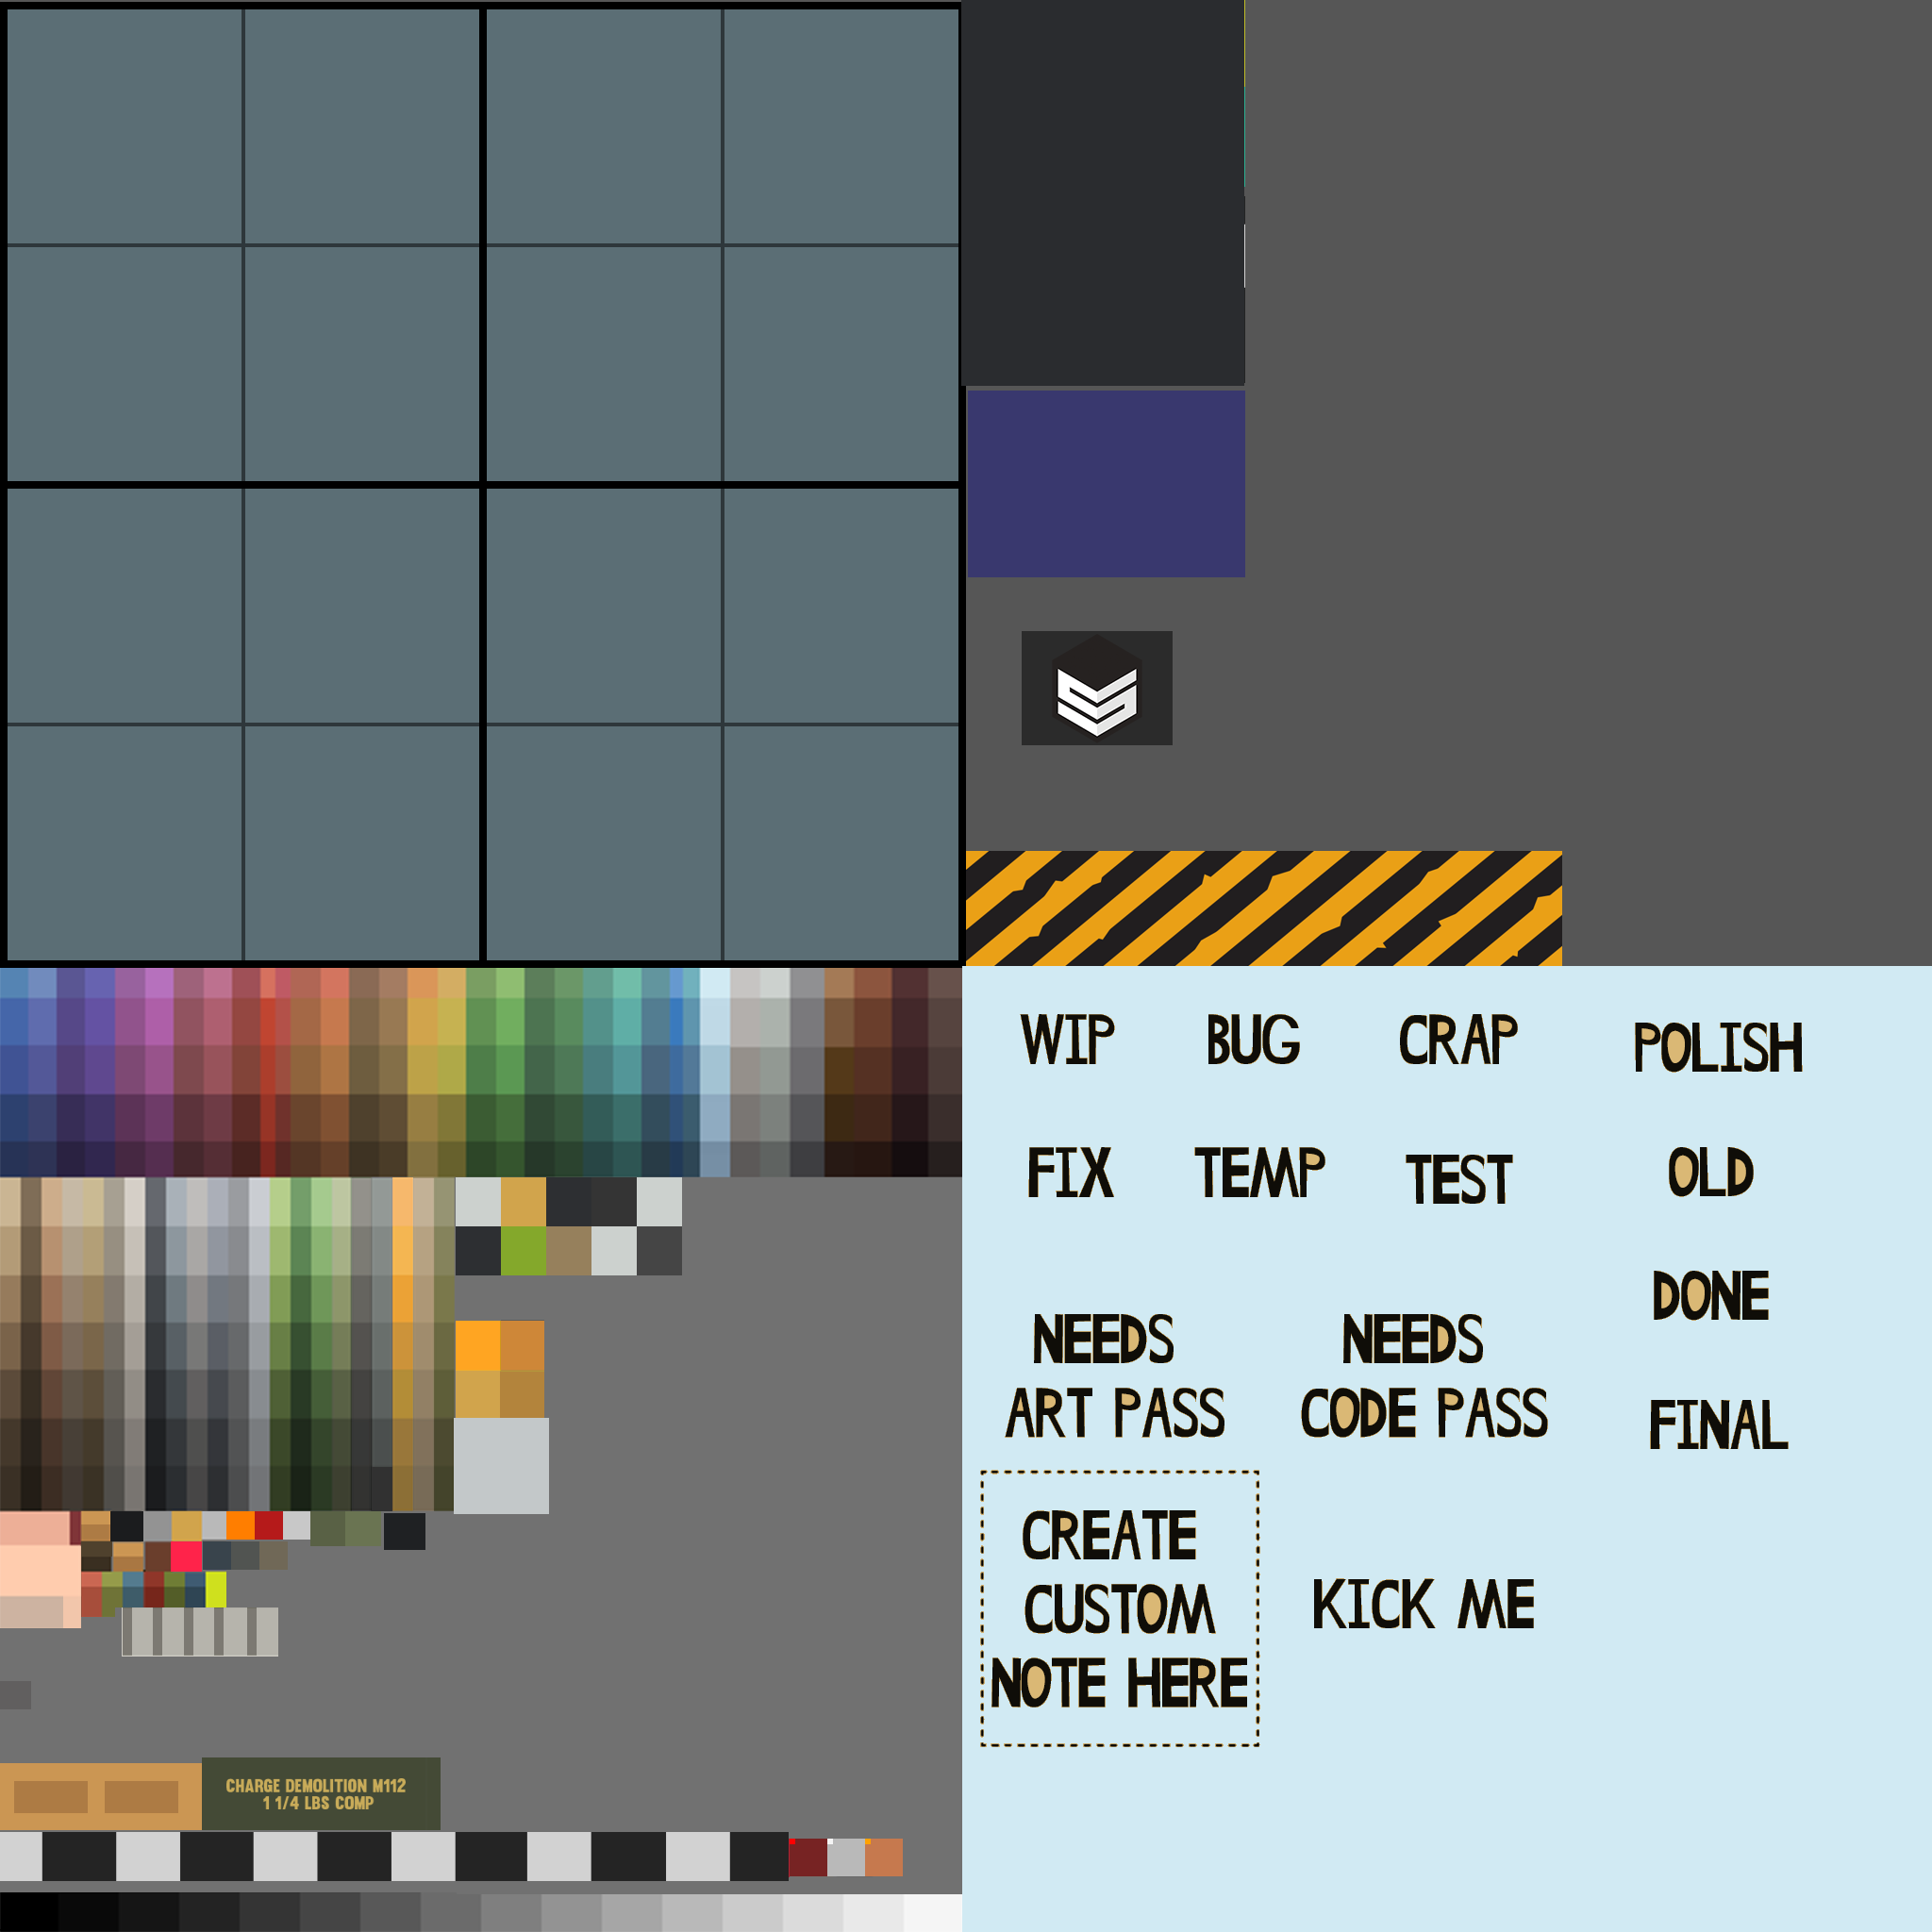 WIP
BUG
CRAP
POLISH
FIX
TEMP
TEST
OLD
DONE
NEEDS
ART PASS
NEEDS
CODE PASS
FINAL
CREATE
CUSTOM
NOTE HERE
KICK ME
CHARGE DEMOLITION M112
1 1/4 LBS COMP